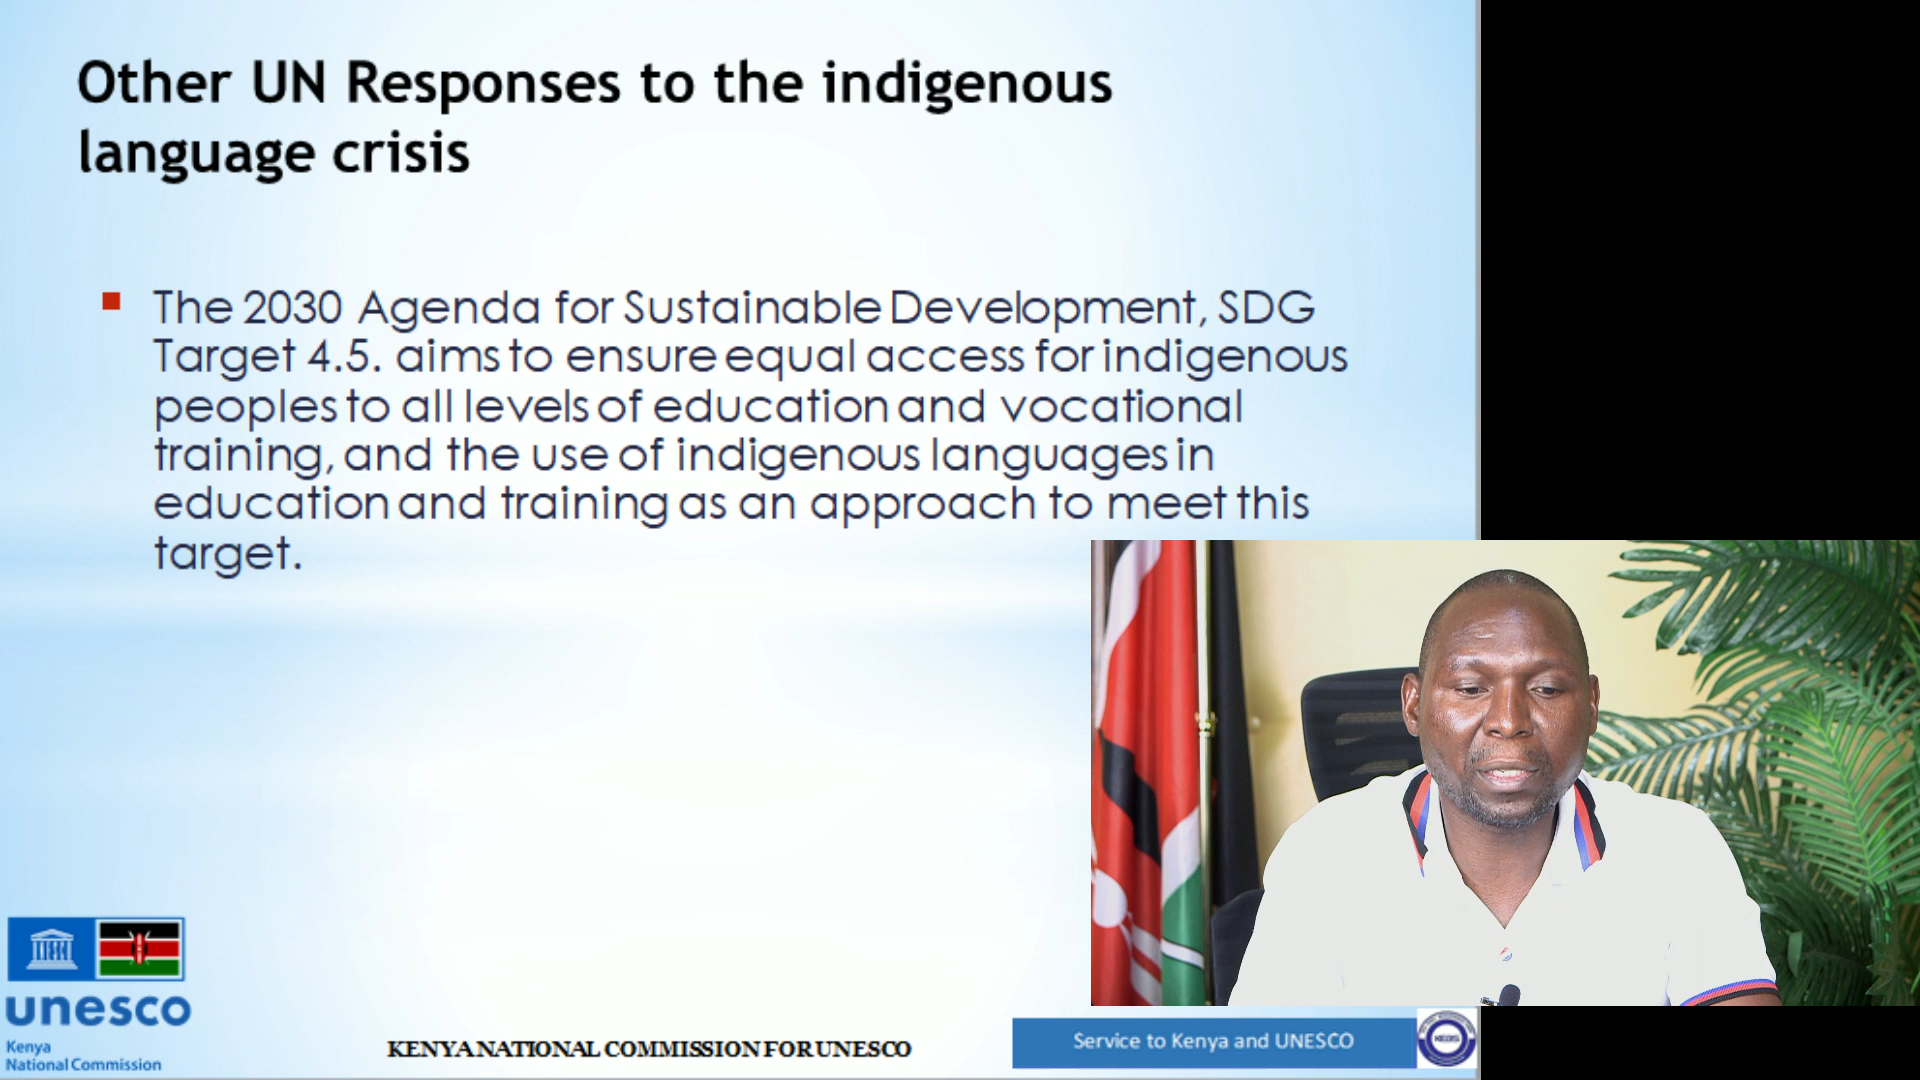 Other UN Responses to the indigenous
language crisis
The 2030 Agenda for Sustainable Development, SDG
Target 4.5. aims to ensure equal access for indigenous
peoples to all levels of education and vocational
training, and the use of indigenous languages in
education and training as an approach to meet this
target.
unesco
Kenya
National Commission
KENYA NATIONAL COMMISSION FOR UNESCO
Service to Kenya and UNESCO
KEBS